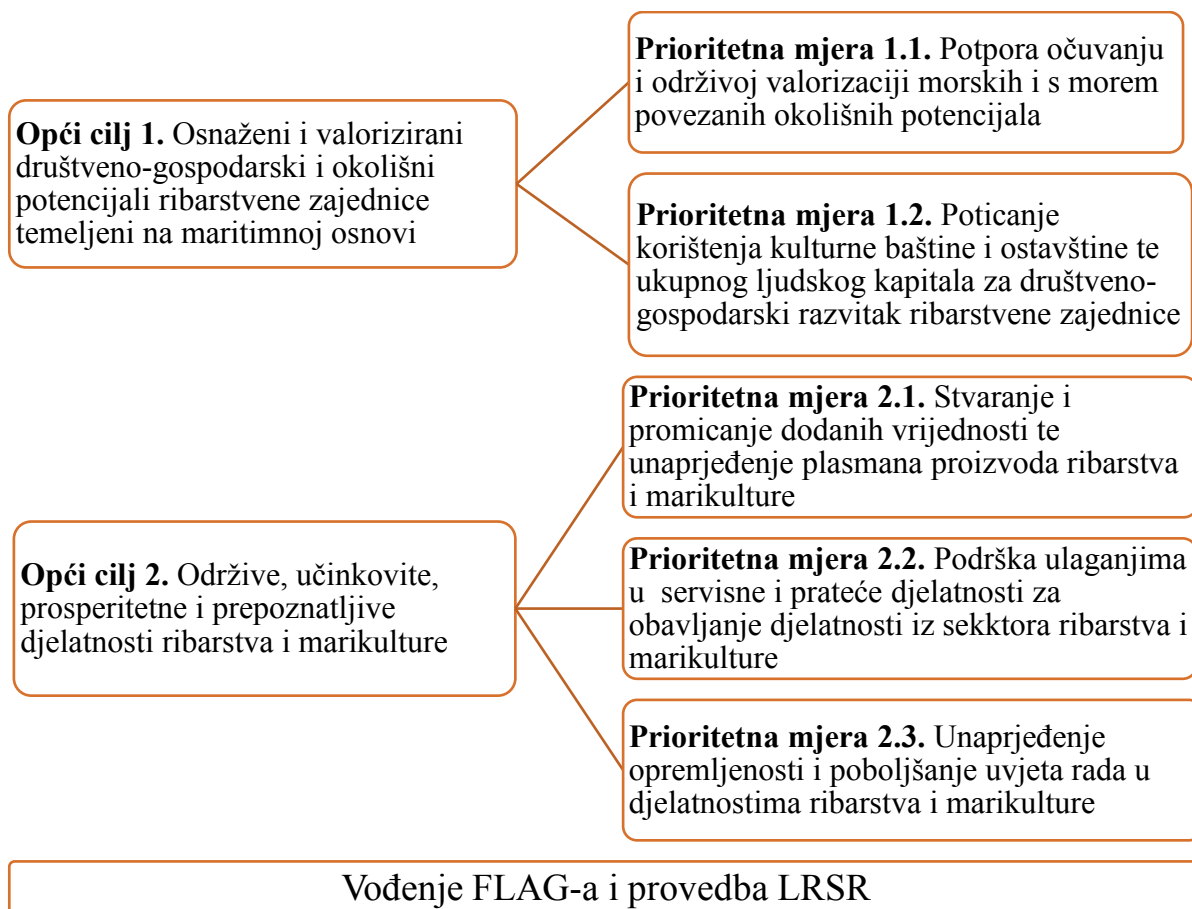 Opći cilj 1. Osnaženi i valorizirani
društveno-gospodarski i okolišni
potencijali ribarstvene zajednice
temeljeni na maritimnoj osnovi
Prioritetna mjera 1.1. Potpora očuvanju
i održivoj valorizaciji morskih i s morem
povezanih okolišnih potencijala
Prioritetna mjera 1.2. Poticanje
korištenja kulturne baštine i ostavštine te
ukupnog ljudskog kapitala za društveno-
gospodarski razvitak ribarstvene zajednice
Opći cilj 2. Održive, učinkovite,
prosperitetne i prepoznatljive
djelatnosti ribarstva i marikulture
Prioritetna mjera 2.1. Stvaranje i
promicanje dodanih vrijednosti te
unaprjeđenje plasmana proizvoda ribarstva
i marikulture
Prioritetna mjera 2.2. Podrška ulaganjima
u servisne i prateće djelatnosti za
obavljanje djelatnosti iz sekktora ribarstva i
marikulture
Prioritetna mjera 2.3. Unaprjeđenje
opremljenosti i poboljšanje uvjeta rada u
djelatnostima ribarstva i marikulture
Vođenje FLAG-a i provedba LRSR